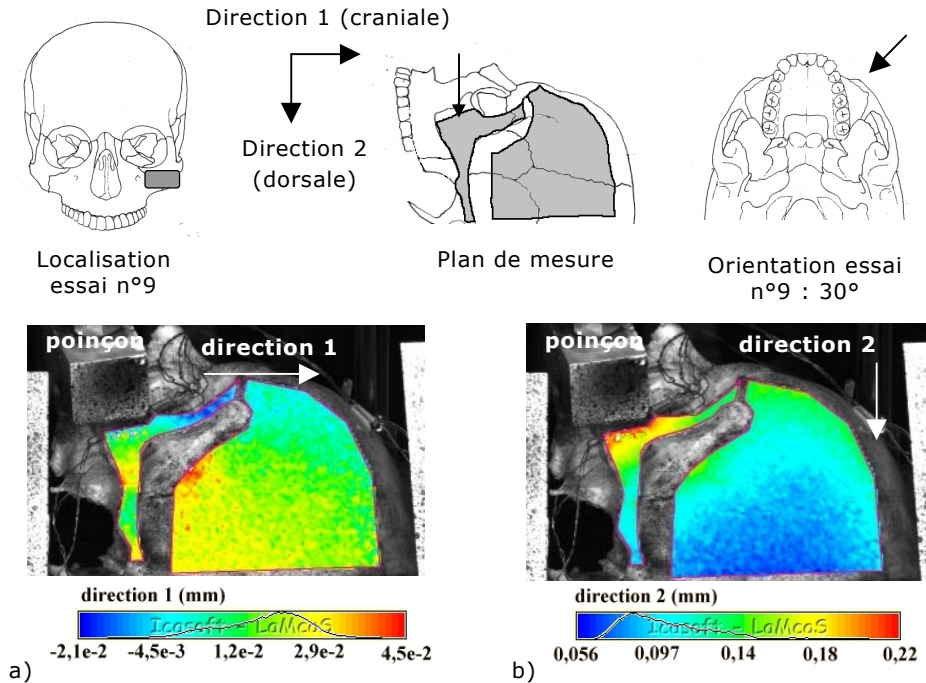 Direction 1 (craniale)
Direction 2
(dorsale)
Localisation
essai n°9
Plan de mesure
Orientation essai
n°9 : 30°
poinçon
direction 1
poinçon
direction 2
direction 1 (mm)
Icasoft - LaMcoS
-2,1e-2 -4,5e-3 1,2e-2 2,9e-2 4,5e-2
a)
direction 2 (mm)
Icasoft - LaMcoS
0,056 0,097 0,14 0,18 0,22
b)